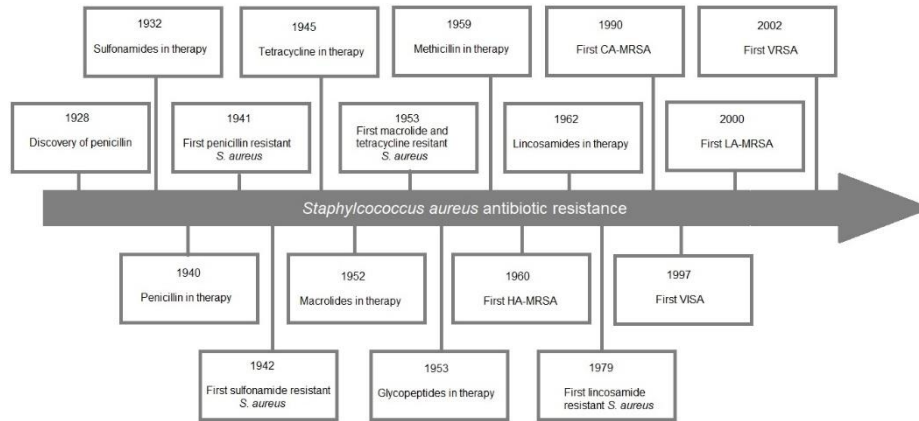 1932
Sulfonamides in therapy
1945
Tetracycline in therapy
1959
Methicillin in therapy
1990
First CA-MRSA
2002
First VRSA
1928
Discovery of penicillin
1941
First penicillin resistant
S. aureus
1953
First macrolide and
tetracycline resitant
S. aureus
1962
Lincosamides in therapy
2000
First LA-MRSA
Staphylcococcus aureus antibiotic resistance
1940
Penicillin in therapy
1952
Macrolides in therapy
1960
First HA-MRSA
1997
First VISA
1942
First sulfonamide resistant
S. aureus
1953
Glycopeptides in therapy
1979
First lincosamide
resistant S. aureus